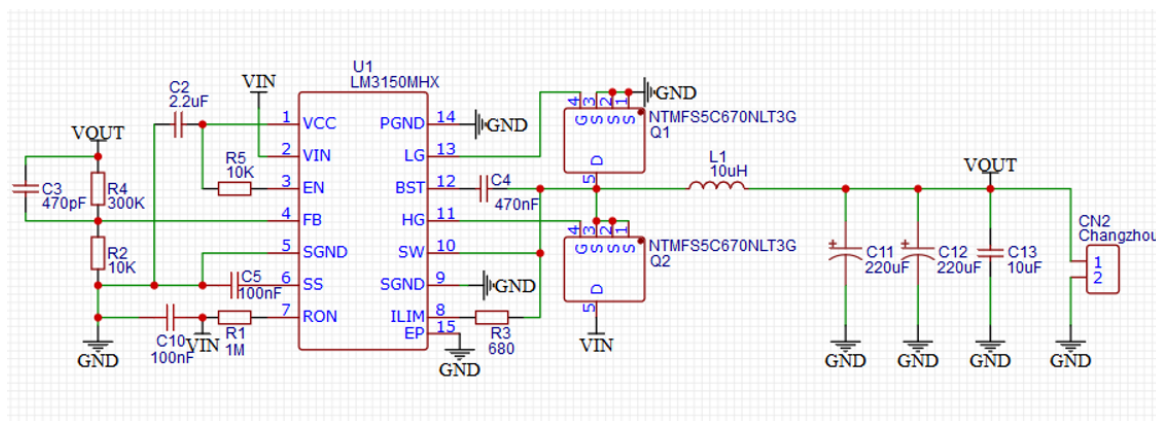 U1
LM3150MHX
C2
2.2uF
VIN
VOUT
C3
470pF
R4
300K
R2
10K
R5
10K
C5
100nF
C10
100nF
VIN
R1
1M
GND
1 VCC
2 VIN
3 EN
4 FB
5 SGND
6 SS
7 RON
PGND 14
LG 13
BST 12
HG 11
SW 10
SGND 9
ILIM 8
EP 15
GND
GND
GND
C4
470nF
R3
680
4 3 2 1
G S S S
GND
NTMFS5C670NLT3G
Q1
D
5
4 3 2 1
G S S S
NTMFS5C670NLT3G
Q2
D
5
VIN
L1
10uH
VOUT
C11
220uF
C12
220uF
C13
10uF
CN2
Changzhou
1
2
GND
GND
GND
GND